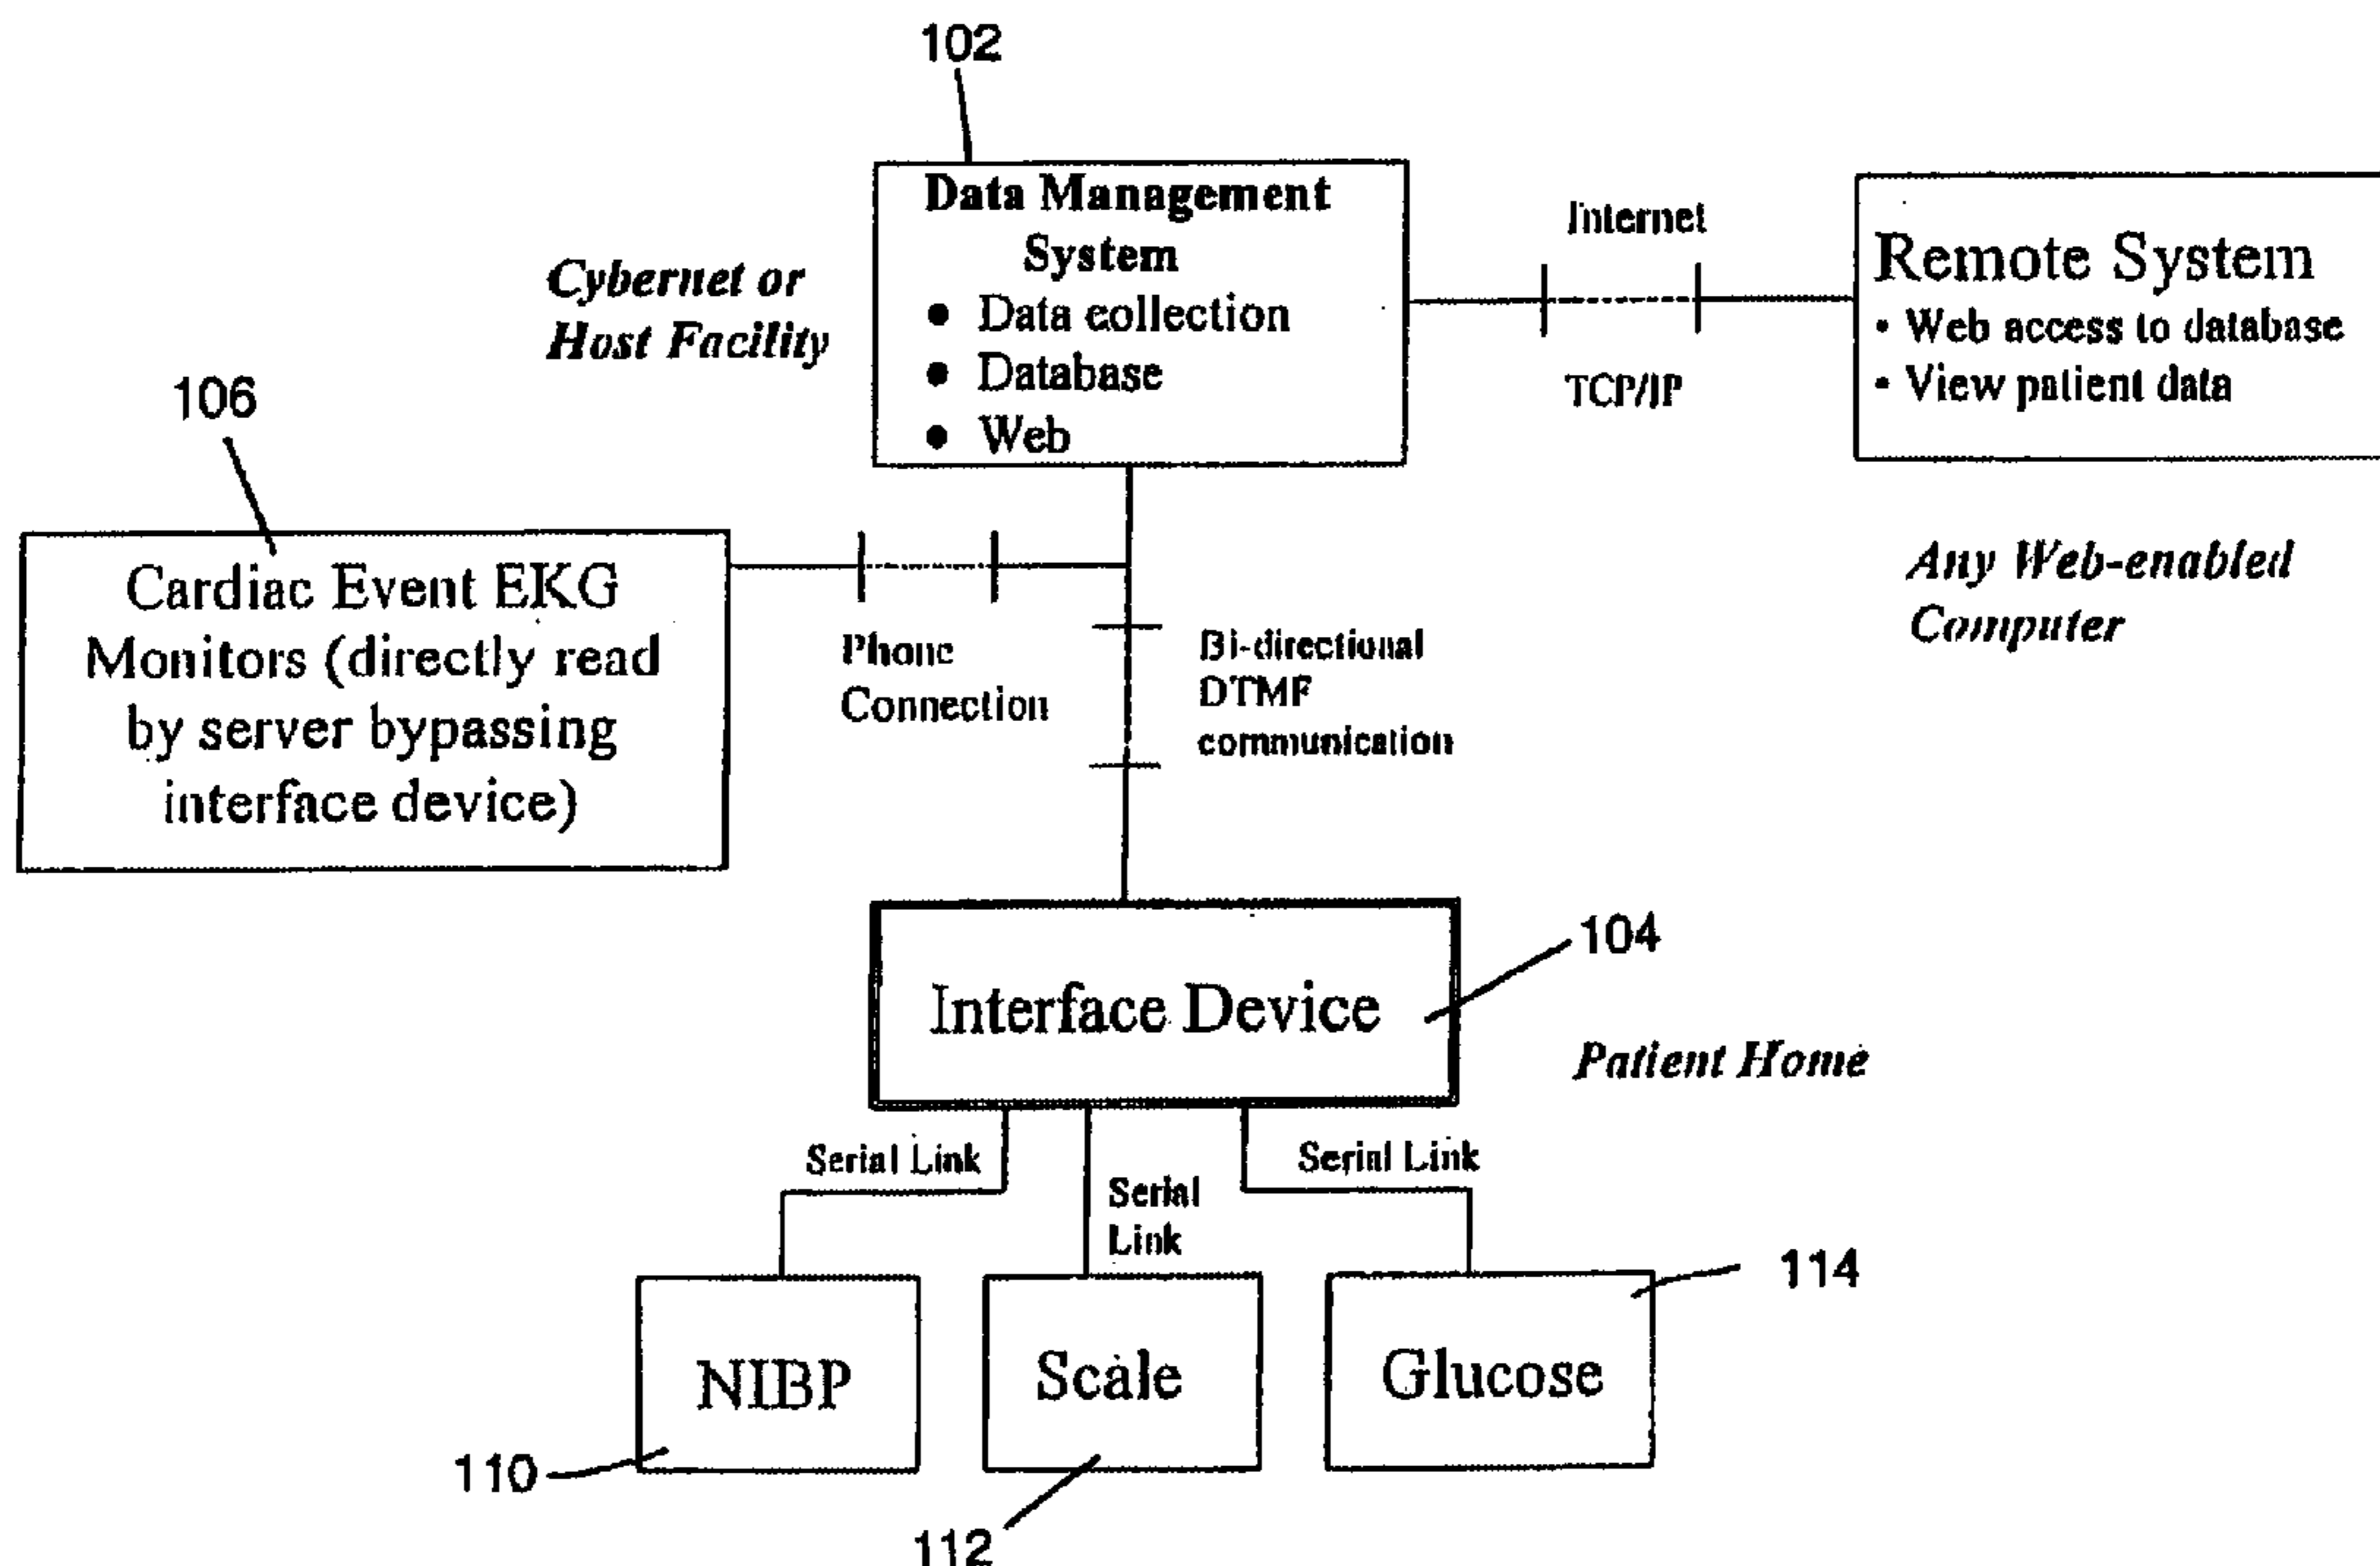 102
Data Management
System
● Data collection
● Database
● Web
Cybernet or
Host Facility
Internet
TCP/IP
Remote System
• Web access to database
• View patient data
Any Web-enabled
Computer
106
Cardiac Event EKG
Monitors (directly read
by server bypassing
interface device)
Phone
Connection
Bi-directional
DTMF
communication
Interface Device
104
Patient Home
Serial Link
Serial
Link
Serial Link
NIBP
Scale
Glucose
110
112
114